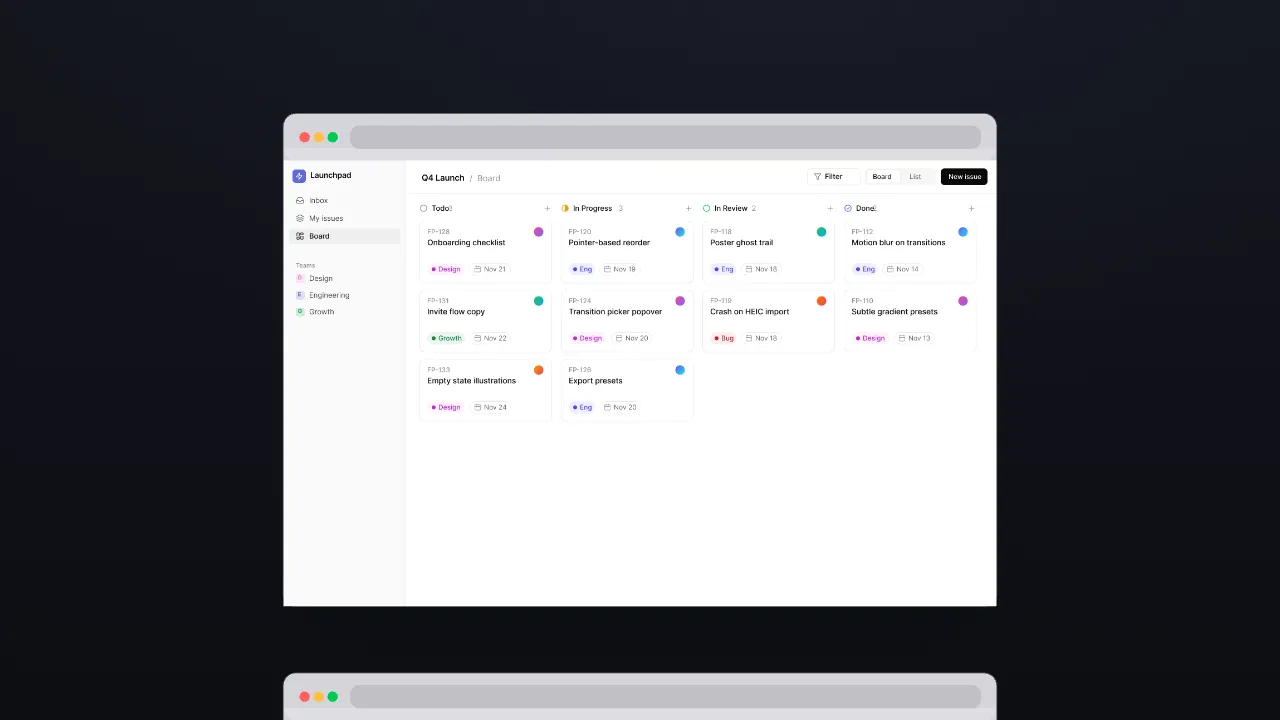 Launchpad
Inbox
My issues
Board
Teams
D Design
E Engineering
G Growth
Q4 Launch / Board
Filter
Board
List
New issue
Todo 3
FP-128
Onboarding checklist
Design
Nov 21
FP-131
Invite flow copy
Growth
Nov 22
FP-133
Empty state illustrations
Design
Nov 24
In Progress 3
FP-120
Pointer-based reorder
Eng
Nov 19
FP-124
Transition picker popover
Design
Nov 20
FP-126
Export presets
Eng
Nov 20
In Review 2
FP-118
Poster ghost trail
Eng
Nov 18
FP-119
Crash on HEIC import
Bug
Nov 18
Done 2
FP-112
Motion blur on transitions
Eng
Nov 14
FP-110
Subtle gradient presets
Design
Nov 13